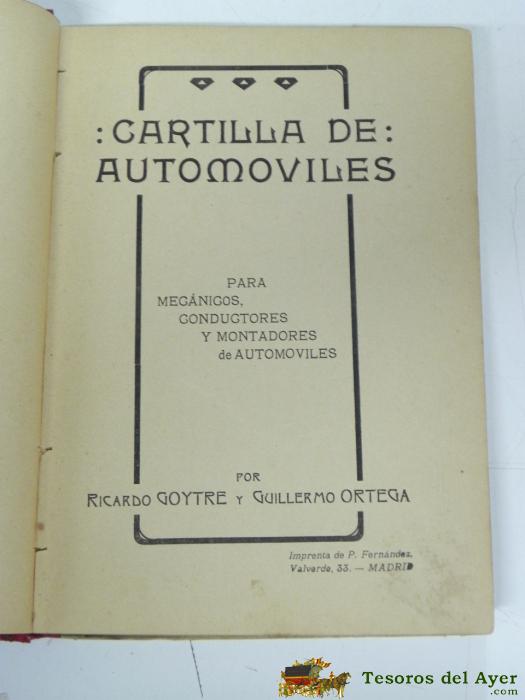 : CARTILLA DE :
AUTOMOVILES
PARA
MECÁNICOS,
CONDUCTORES
Y MONTADORES
de AUTOMOVILES
POR
RICARDO GOYTRE Y GUILLERMO ORTEGA
Imprenta de P. Fernández,
Valverde, 33. — MADRID
Tesoros del Ayer
.com